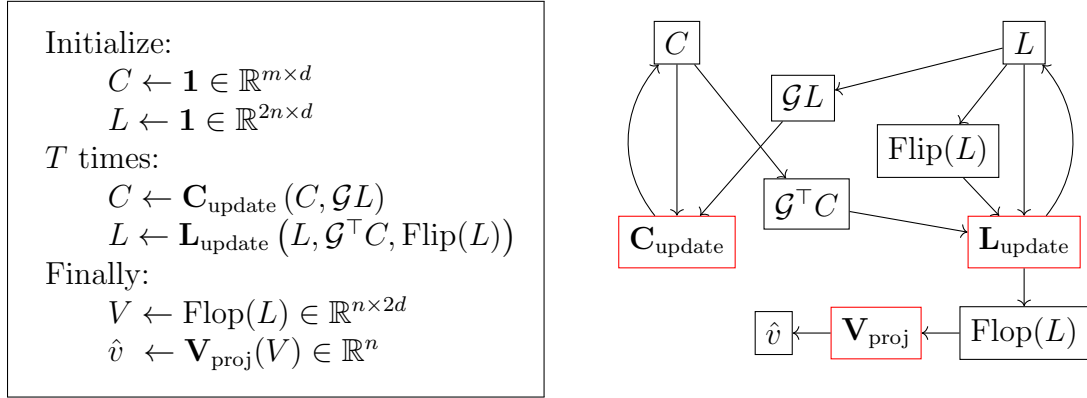 Initialize:
C ← 𝟏 ∈ ℝ^{m×d}
L ← 𝟏 ∈ ℝ^{2n×d}
T times:
C ← 𝐂_update (C, 𝒢L)
L ← 𝐋_update (L, 𝒢^⊤C, Flip(L))
Finally:
V ← Flop(L) ∈ ℝ^{n×2d}
v̂ ← 𝐕_proj(V) ∈ ℝ^n
C
L
𝒢L
Flip(L)
𝒢^⊤C
𝐂_update
𝐋_update
v̂
𝐕_proj
Flop(L)